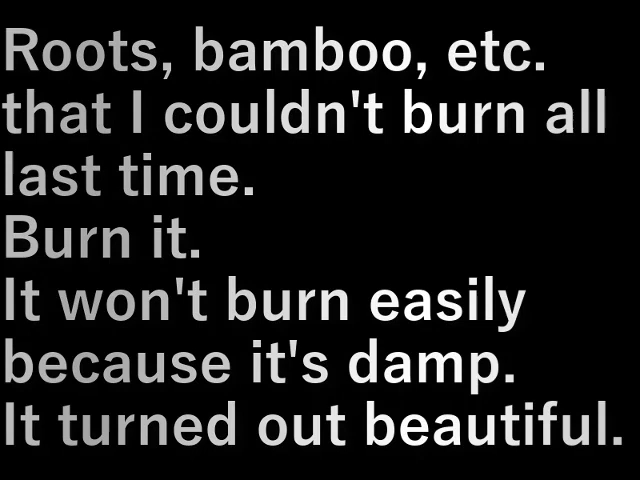 Roots, bamboo, etc.
that I couldn't burn all
last time.
Burn it.
It won't burn easily
because it's damp.
It turned out beautiful.